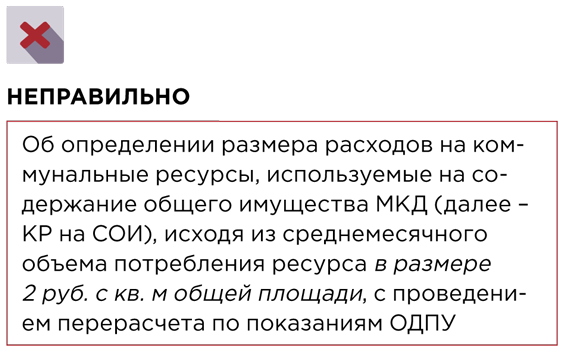 НЕПРАВИЛЬНО
Об определении размера расходов на ком-
мунальные ресурсы, используемые на со-
держание общего имущества МКД (далее –
КР на СОИ), исходя из среднемесячного
объема потребления ресурса в размере
2 руб. с кв. м общей площади, с проведени-
ем перерасчета по показаниям ОДПУ